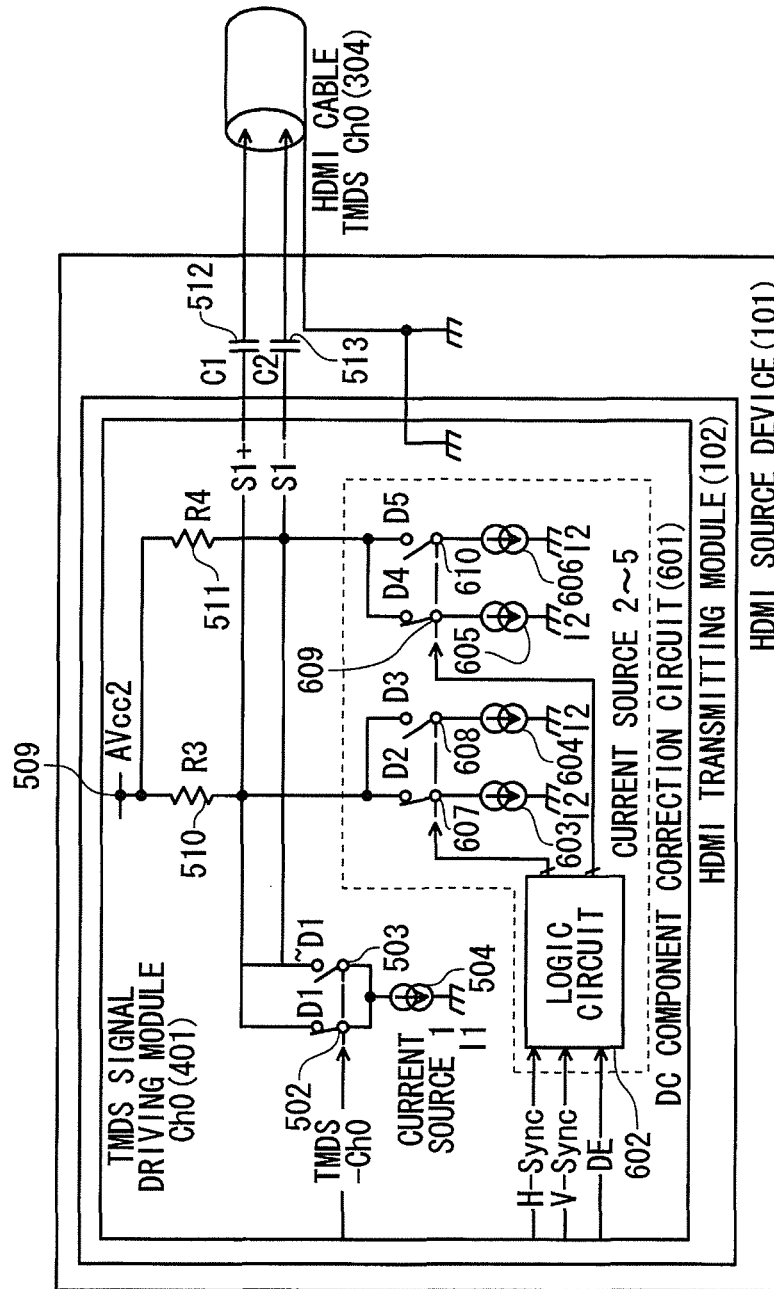 509
AVcc2
TMDS SIGNAL
DRIVING MODULE
Ch0(401)
R3
510
R4
511
S1+
S1-
C1
512
C2
513
HDMI CABLE
TMDS Ch0(304)
D1
~D1
502
503
504
TMDS
-Ch0
CURRENT
SOURCE 1
I1
D2
D3
D4
D5
607
608
609
610
603
604
605
606
I2
I2
I2
I2
H-Sync
V-Sync
DE
602
LOGIC
CIRCUIT
CURRENT SOURCE 2~5
DC COMPONENT CORRECTION CIRCUIT(601)
HDMI TRANSMITTING MODULE(102)
HDMI SOURCE DEVICE(101)